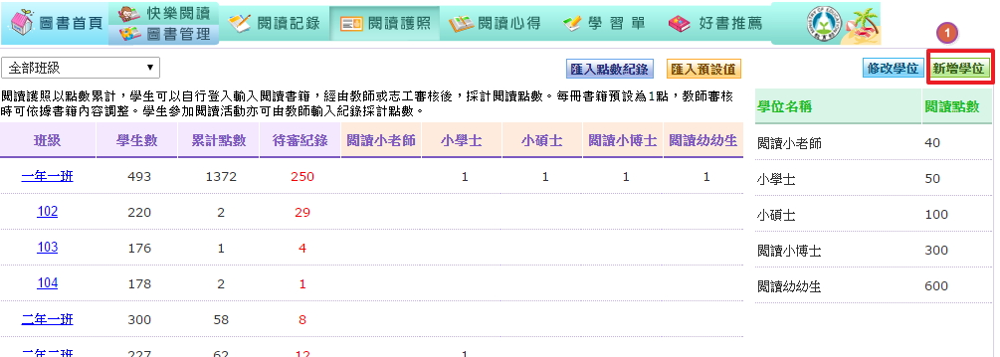 圖書首頁 快樂閱讀 圖書管理 閱讀記錄 閱讀護照 閱讀心得 學習單 好書推薦
1
全部班級 匯入點數紀錄 匯入預設值 修改學位 新增學位
閱讀護照以點數累計，學生可以自行登入輸入閱讀書籍，經由教師或志工審核後，採計閱讀點數。每冊書籍預設為1點，教師審核
時可依據書籍內容調整。學生參加閱讀活動亦可由教師輸入紀錄採計點數。
班級 學生數 累計點數 待審紀錄 閱讀小老師 小學士 小碩士 閱讀小博士 閱讀幼幼生
一年一班 493 1372 250 1 1 1 1
102 220 2 29
103 176 1 4
104 178 2 1
二年一班 300 58 8
二年二班 227 62 12 1
學位名稱 閱讀點數
閱讀小老師 40
小學士 50
小碩士 100
閱讀小博士 300
閱讀幼幼生 600